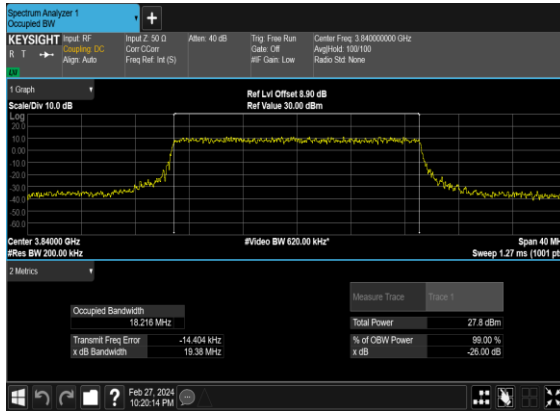 Spectrum Analyzer 1
Occupied BW
KEYSIGHT
R T
LW
Input: RF
Coupling: DC
Align: Auto
Input Z: 50 Ω
Corr CCorr
Freq Ref: Int (S)
Atten: 40 dB
Trig: Free Run
Gate: Off
#IF Gain: Low
Center Freq: 3.840000000 GHz
Avg|Hold: 100/100
Radio Std: None
1 Graph
Scale/Div 10.0 dB
Ref Lvl Offset 8.90 dB
Ref Value 30.00 dBm
Log
20.0
10.0
0.00
-10.0
-20.0
-30.0
-40.0
-50.0
-60.0
Center 3.84000 GHz
#Res BW 200.00 kHz
#Video BW 620.00 kHz*
Span 40 MH
Sweep 1.27 ms (1001 pt
2 Metrics
Measure Trace Trace 1
Occupied Bandwidth
18.216 MHz
Total Power 27.8 dBm
Transmit Freq Error -14.404 kHz
% of OBW Power 99.00 %
x dB Bandwidth 19.38 MHz
x dB -26.00 dB
?
Feb 27, 2024
10:20:14 PM